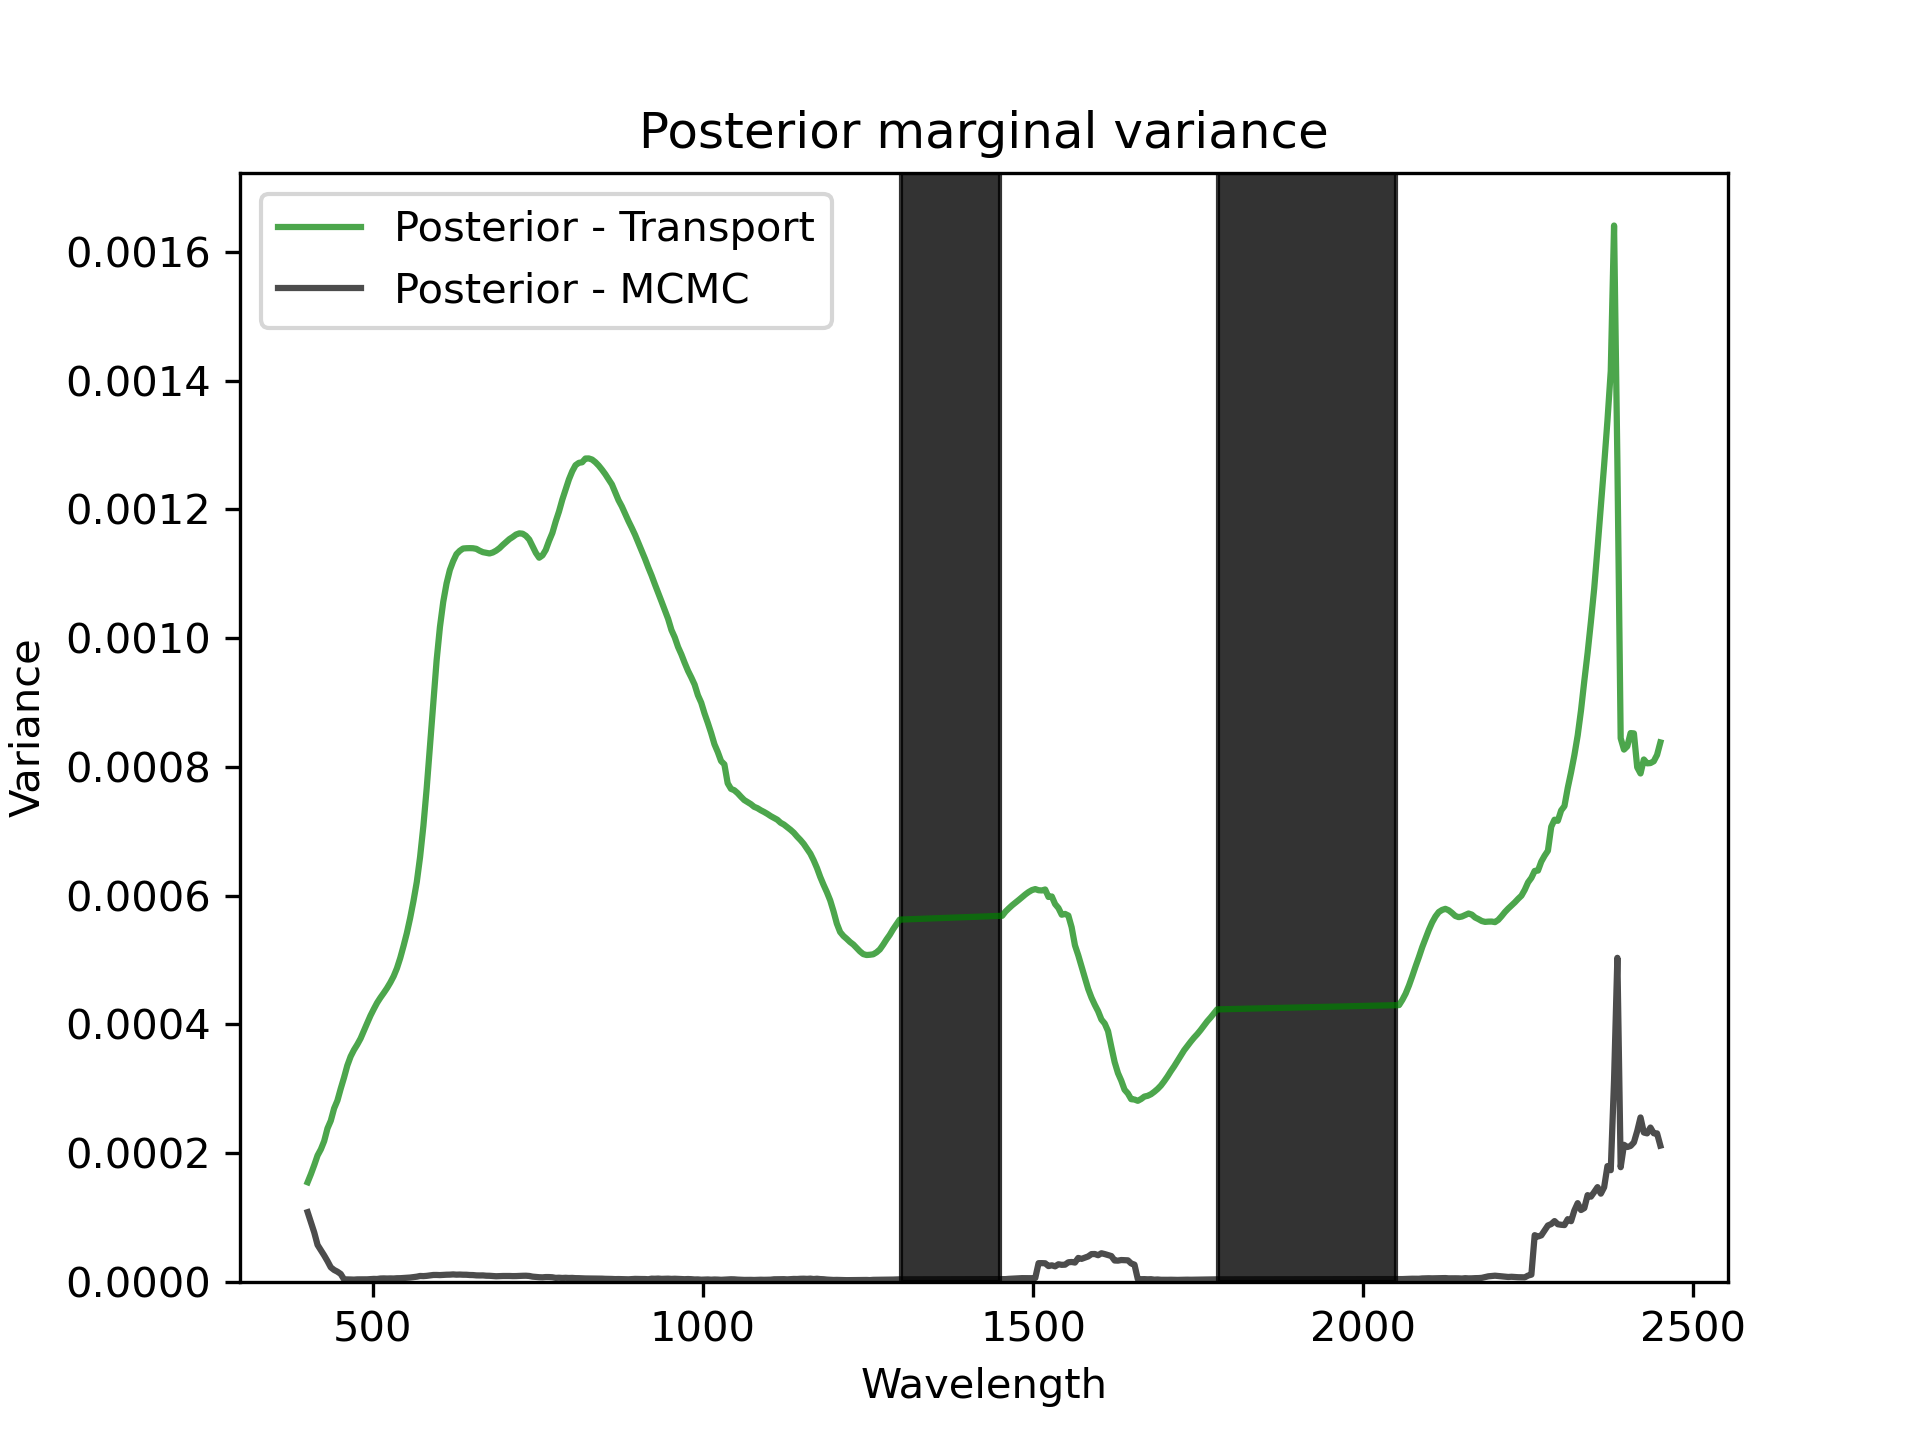 Posterior marginal variance
Posterior - Transport
Posterior - MCMC
Variance
0.0016
0.0014
0.0012
0.0010
0.0008
0.0006
0.0004
0.0002
0.0000
500 1000 1500 2000 2500
Wavelength